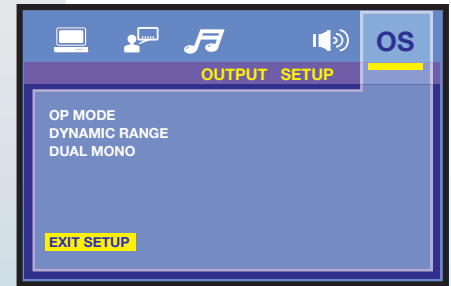 OS
OUTPUT SETUP
OP MODE
DYNAMIC RANGE
DUAL MONO
EXIT SETUP